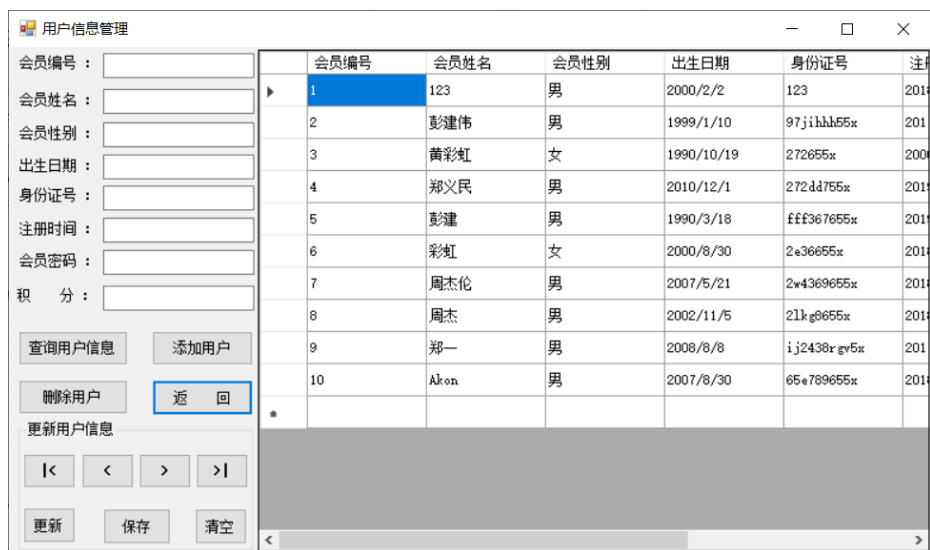 用户信息管理
会员编号：
会员姓名：
会员性别：
出生日期：
身份证号：
注册时间：
会员密码：
积 分：
查询用户信息 添加用户
删除用户 返 回
更新用户信息
|< < > >|
更新 保存 清空
会员编号 会员姓名 会员性别 出生日期 身份证号
1 123 男 2000/2/2 123
2 彭建伟 男 1999/1/10 97jihhh55x
3 黄彩虹 女 1990/10/19 272655x
4 郑义民 男 2010/12/1 272dd755x
5 彭建 男 1990/3/18 fff367655x
6 彩虹 女 2000/8/30 2e36655x
7 周杰伦 男 2007/5/21 2w4369655x
8 周杰 男 2002/11/5 21kg8655x
9 郑一 男 2008/8/8 ij2438rgv5x
10 Akon 男 2007/8/30 65e789655x